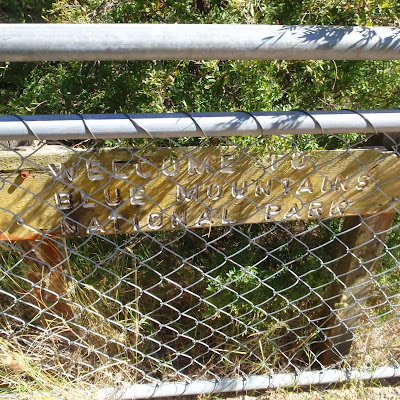 WELCOME TO
BLUE MOUNTAINS
NATIONAL PARK